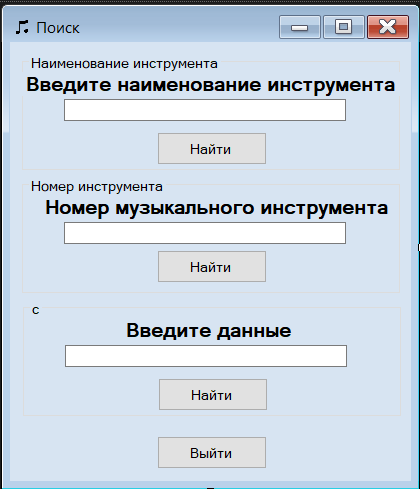 Поиск
Наименование инструмента
Введите наименование инструмента
Найти
Номер инструмента
Номер музыкального инструмента
Найти
с
Введите данные
Найти
Выйти